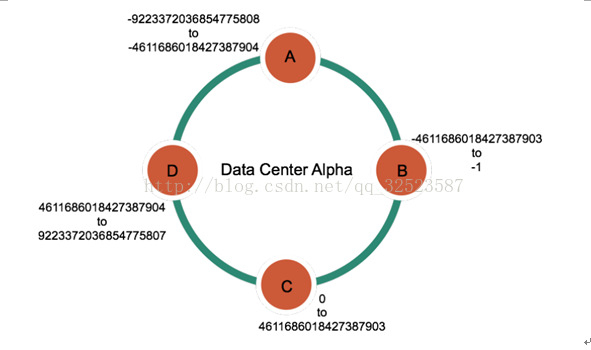 -9223372036854775808
to
-4611686018427387904
A
-4611686018427387903
to
-1
D
Data Center Alpha
B
http://blog.csdn.net/qq_32523587
4611686018427387904
to
9223372036854775807
C
0
to
4611686018427387903